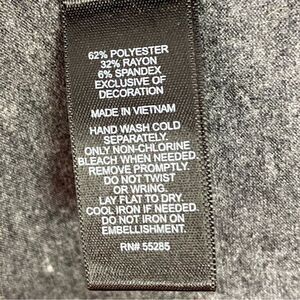 62% POLYESTER
32% RAYON
6% SPANDEX
EXCLUSIVE OF
DECORATION
MADE IN VIETNAM
HAND WASH COLD
SEPARATELY.
ONLY NON-CHLORINE
BLEACH WHEN NEEDED.
REMOVE PROMPTLY.
DO NOT TWIST
OR WRING.
LAY FLAT TO DRY
COOL IRON IF NEEDED.
DO NOT IRON ON
EMBELLISHMENT.
RN# 55285